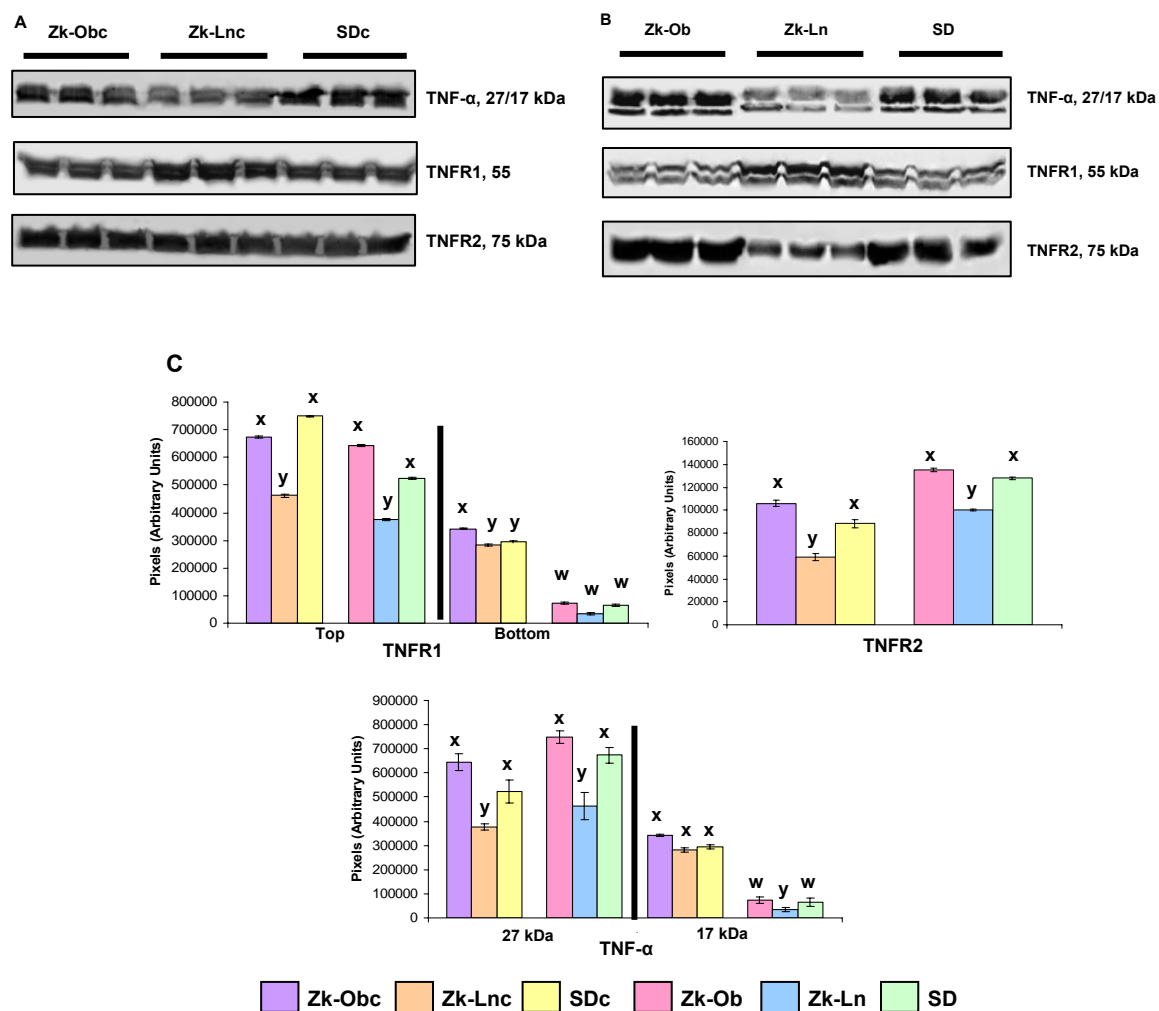 A
Zk-Obc Zk-Lnc SDc
TNF-α, 27/17 kDa
TNFR1, 55
TNFR2, 75 kDa
B
Zk-Ob Zk-Ln SD
TNF-α, 27/17 kDa
TNFR1, 55 kDa
TNFR2, 75 kDa
C
Pixels (Arbitrary Units)
800000
700000
600000
500000
400000
300000
200000
100000
0
x y x x y x x y y w w w
Top Bottom
TNFR1
Pixels (Arbitrary Units)
160000
140000
120000
100000
80000
60000
40000
20000
0
x y x x y x
TNFR2
Pixels (Arbitrary Units)
900000
800000
700000
600000
500000
400000
300000
200000
100000
0
x y x x y x x x x w y w
27 kDa 17 kDa
TNF-α
Zk-Obc Zk-Lnc SDc Zk-Ob Zk-Ln SD